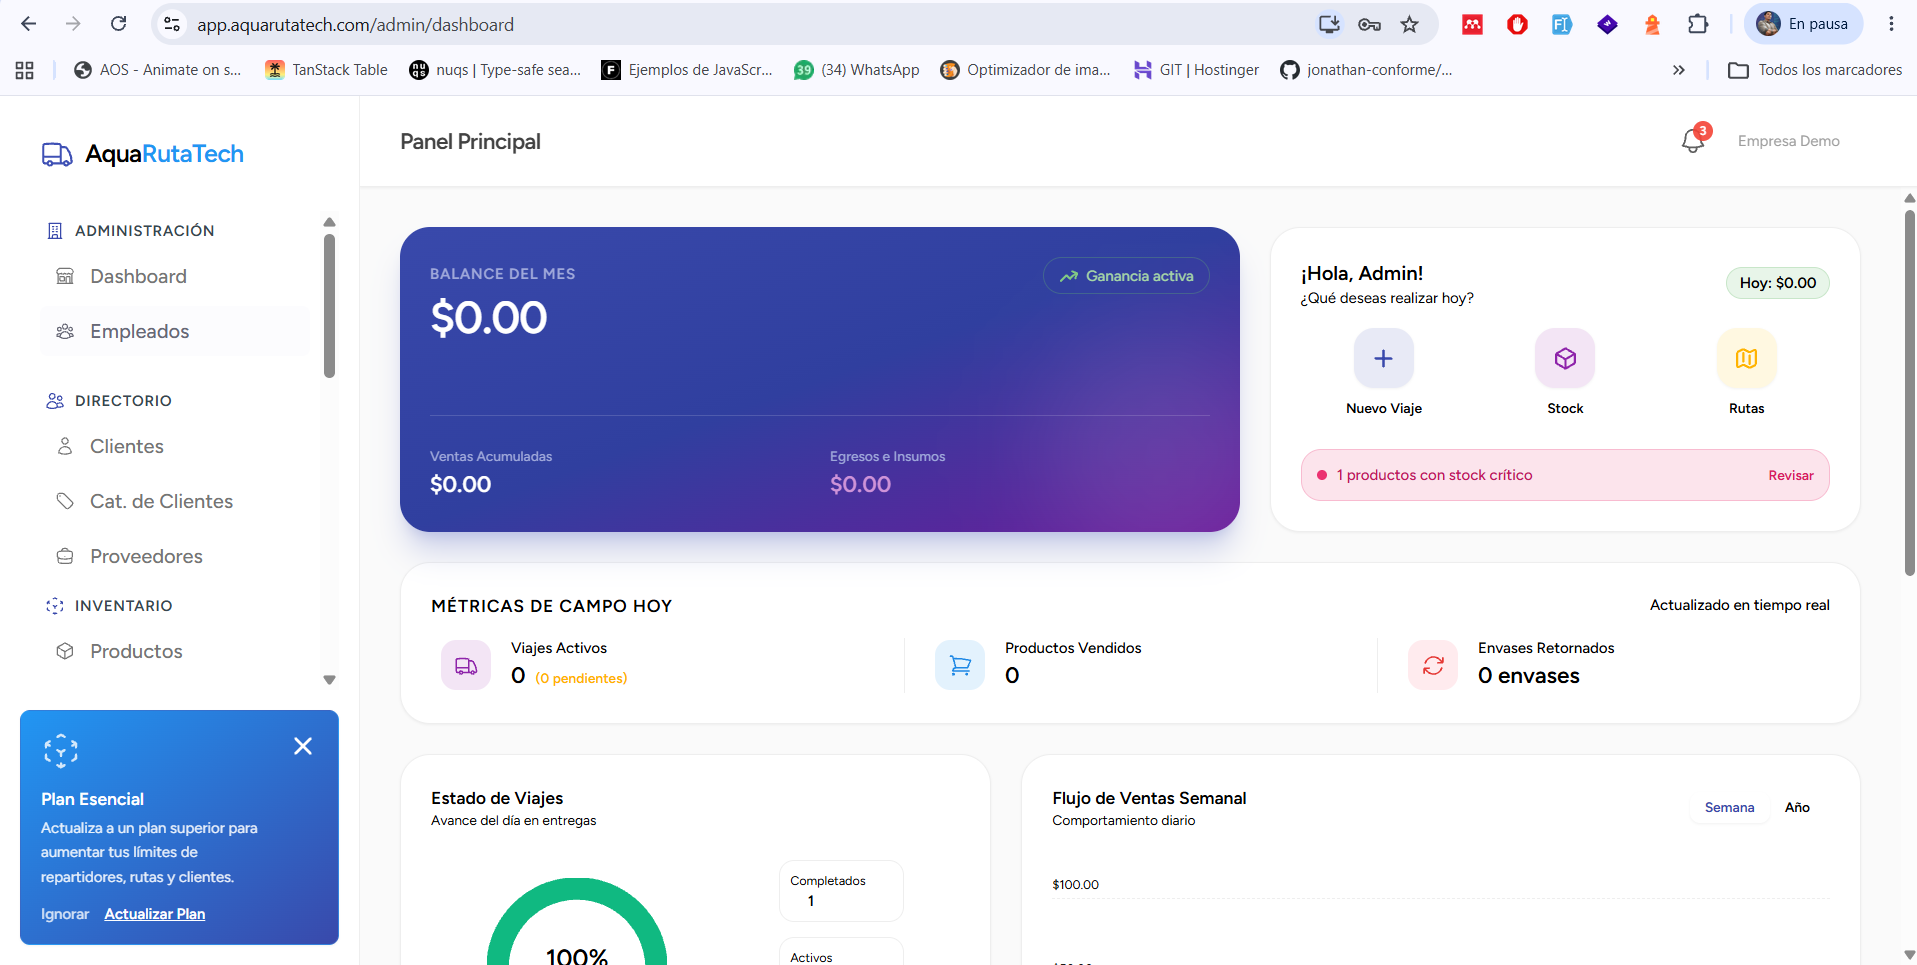 app.aquarutatech.com/admin/dashboard
En pausa
AOS - Animate on s...
TanStack Table
nuqs | Type-safe sea...
Ejemplos de JavaScr...
39
(34) WhatsApp
Optimizador de ima...
GIT | Hostinger
jonathan-conforme/...
Todos los marcadores
AquaRutaTech
ADMINISTRACIÓN
Dashboard
Empleados
DIRECTORIO
Clientes
Cat. de Clientes
Proveedores
INVENTARIO
Productos
Plan Esencial
Actualiza a un plan superior para
aumentar tus límites de
repartidores, rutas y clientes.
Ignorar Actualizar Plan
Panel Principal
3
Empresa Demo
BALANCE DEL MES
$0.00
Ganancia activa
Ventas Acumuladas
$0.00
Egresos e Insumos
$0.00
¡Hola, Admin!
¿Qué deseas realizar hoy?
Hoy: $0.00
Nuevo Viaje
Stock
Rutas
1 productos con stock crítico
Revisar
MÉTRICAS DE CAMPO HOY
Actualizado en tiempo real
Viajes Activos
0 (0 pendientes)
Productos Vendidos
0
Envases Retornados
0 envases
Estado de Viajes
Avance del día en entregas
100%
Completados
1
Activos
Flujo de Ventas Semanal
Comportamiento diario
Semana
Año
$100.00